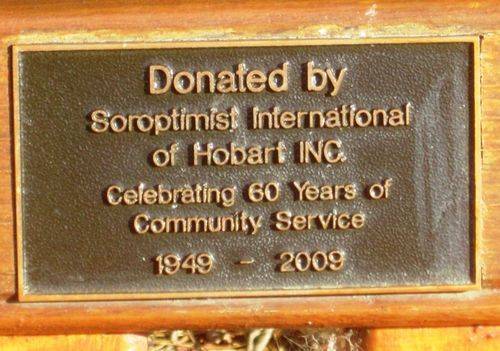 Donated by
Soroptimist International
of Hobart INC.
Celebrating 60 Years of
Community Service
1949 - 2009